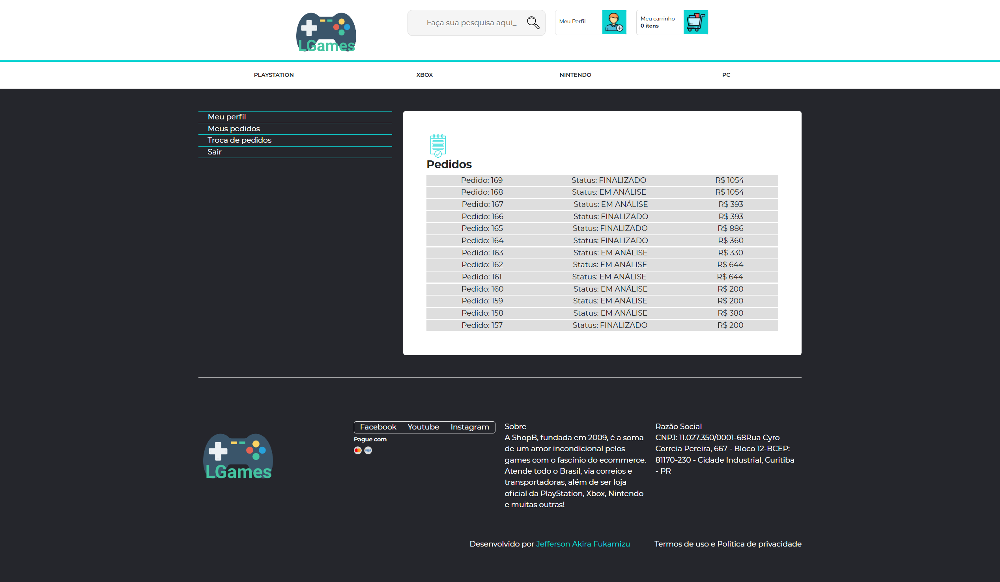 LGames
Faça sua pesquisa aqui_
Meu Perfil
Meu carrinho
0 itens
PLAYSTATION XBOX NINTENDO PC
Meu perfil
Meus pedidos
Troca de pedidos
Sair
Pedidos
Pedido: 169 Status: FINALIZADO R$ 1054
Pedido: 168 Status: EM ANÁLISE R$ 1054
Pedido: 167 Status: EM ANÁLISE R$ 393
Pedido: 166 Status: FINALIZADO R$ 393
Pedido: 165 Status: FINALIZADO R$ 886
Pedido: 164 Status: FINALIZADO R$ 360
Pedido: 163 Status: EM ANÁLISE R$ 330
Pedido: 162 Status: EM ANÁLISE R$ 644
Pedido: 161 Status: EM ANÁLISE R$ 644
Pedido: 160 Status: EM ANÁLISE R$ 200
Pedido: 159 Status: EM ANÁLISE R$ 200
Pedido: 158 Status: EM ANÁLISE R$ 380
Pedido: 157 Status: FINALIZADO R$ 200
LGames
Facebook Youtube Instagram
Pague com
VISA
Sobre
A ShopB, fundada em 2009, é a soma
de um amor incondicional pelos
games com o fascínio do ecommerce.
Atende todo o Brasil, via correios e
transportadoras, além de ser loja
oficial da PlayStation, Xbox, Nintendo
e muitas outras!
Razão Social
CNPJ: 11.027.350/0001-68Rua Cyro
Correia Pereira, 667 - Bloco 12-BCEP:
81170-230 - Cidade Industrial, Curitiba
- PR
Desenvolvido por Jefferson Akira Fukamizu
Termos de uso e Politica de privacidade